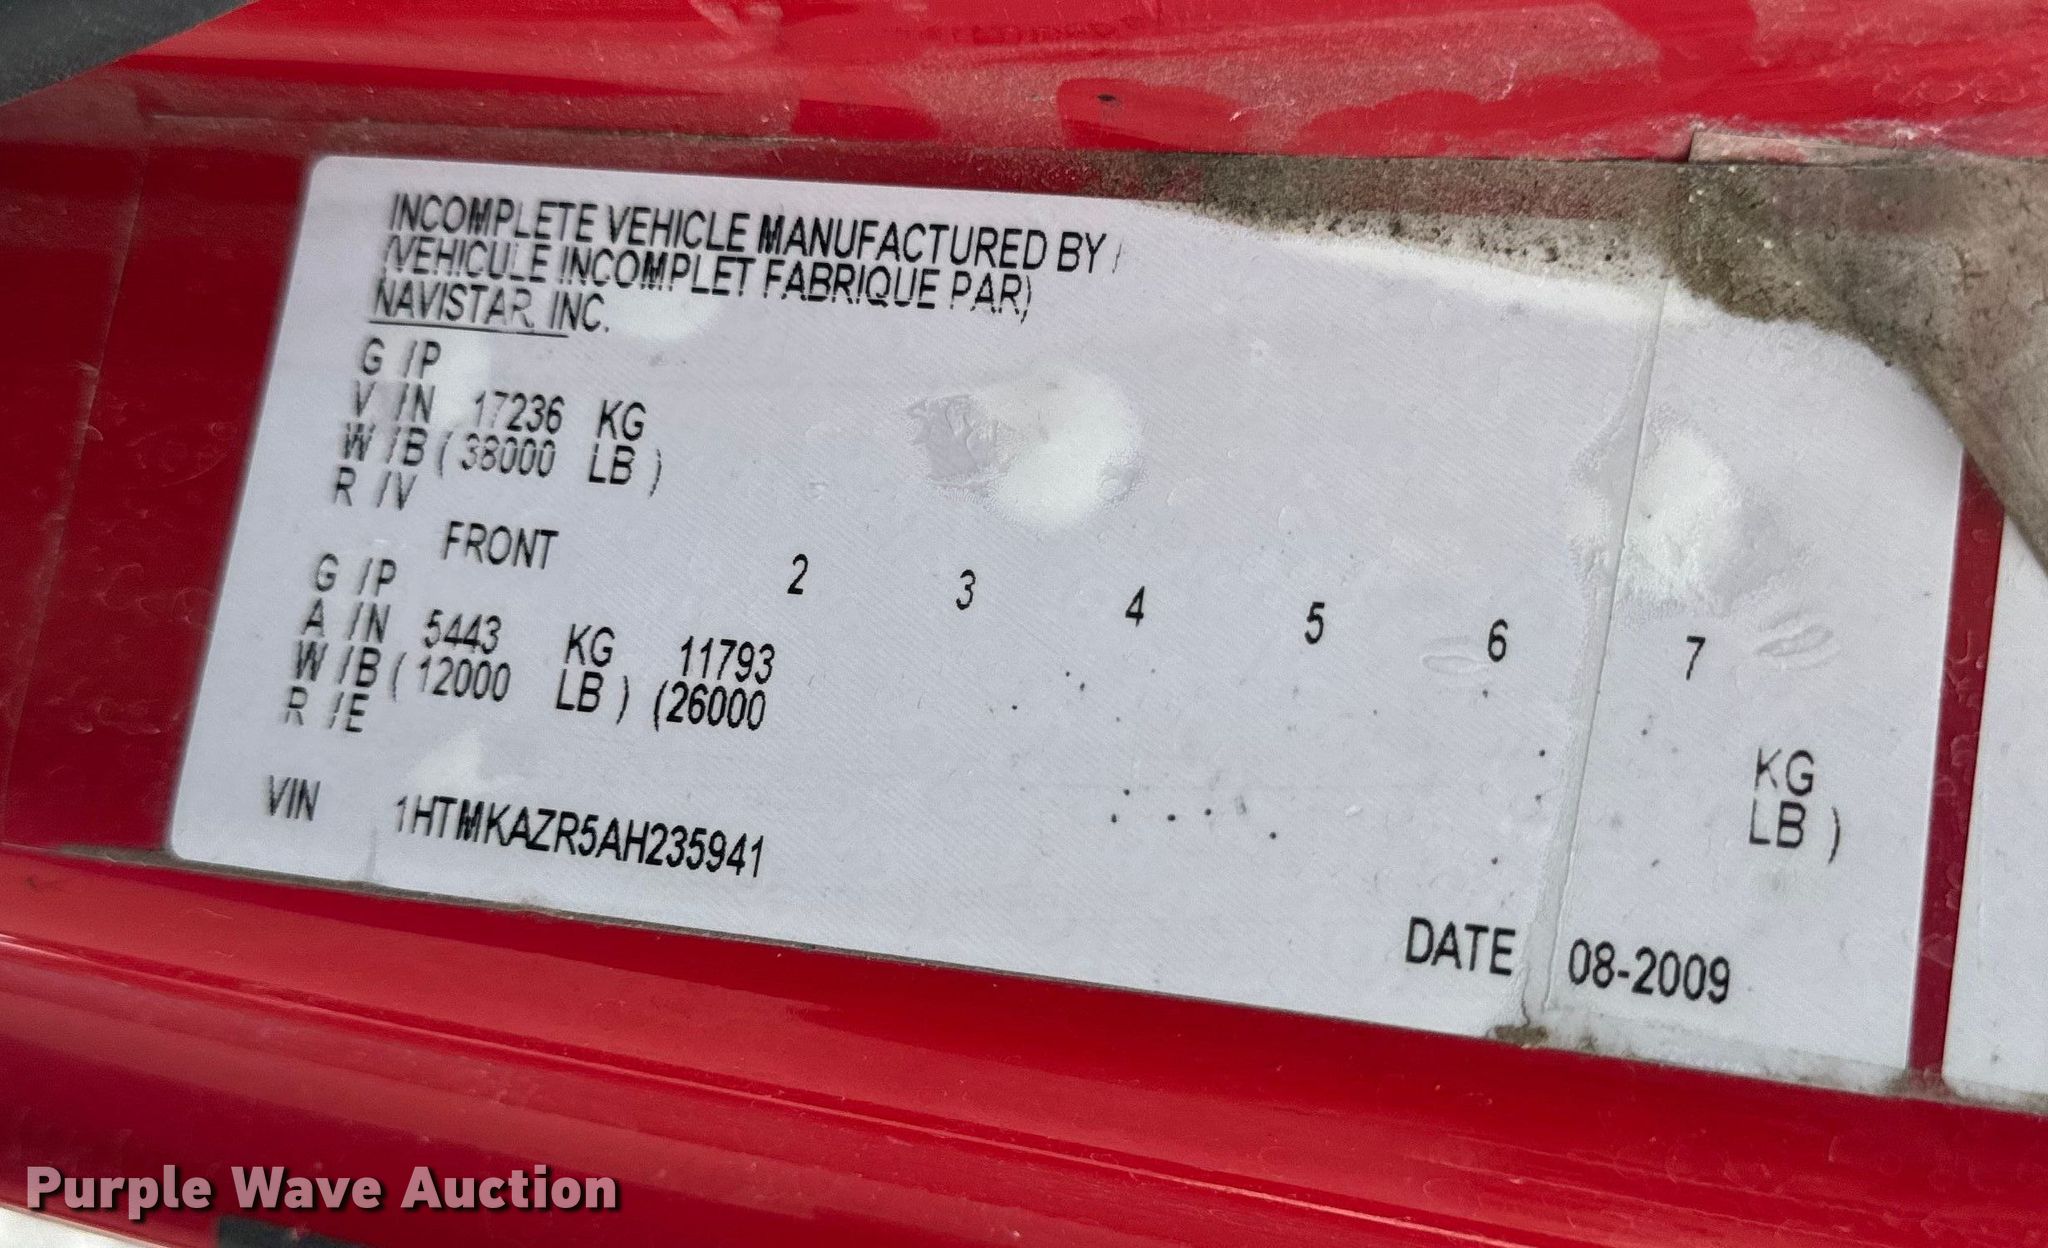 INCOMPLETE VEHICLE MANUFACTURED BY /
(VEHICULE INCOMPLET FABRIQUE PAR)
NAVISTAR, INC.
G /P
V /N 17236 KG
W /B ( 38000 LB )
R /V
FRONT 2 3 4 5 6 7
G /P
A /N 5443 KG 11793 KG
W /B ( 12000 LB ) (26000 LB )
R /E
VIN 1HTMKAZR5AH235941
DATE 08-2009
Purple Wave Auction